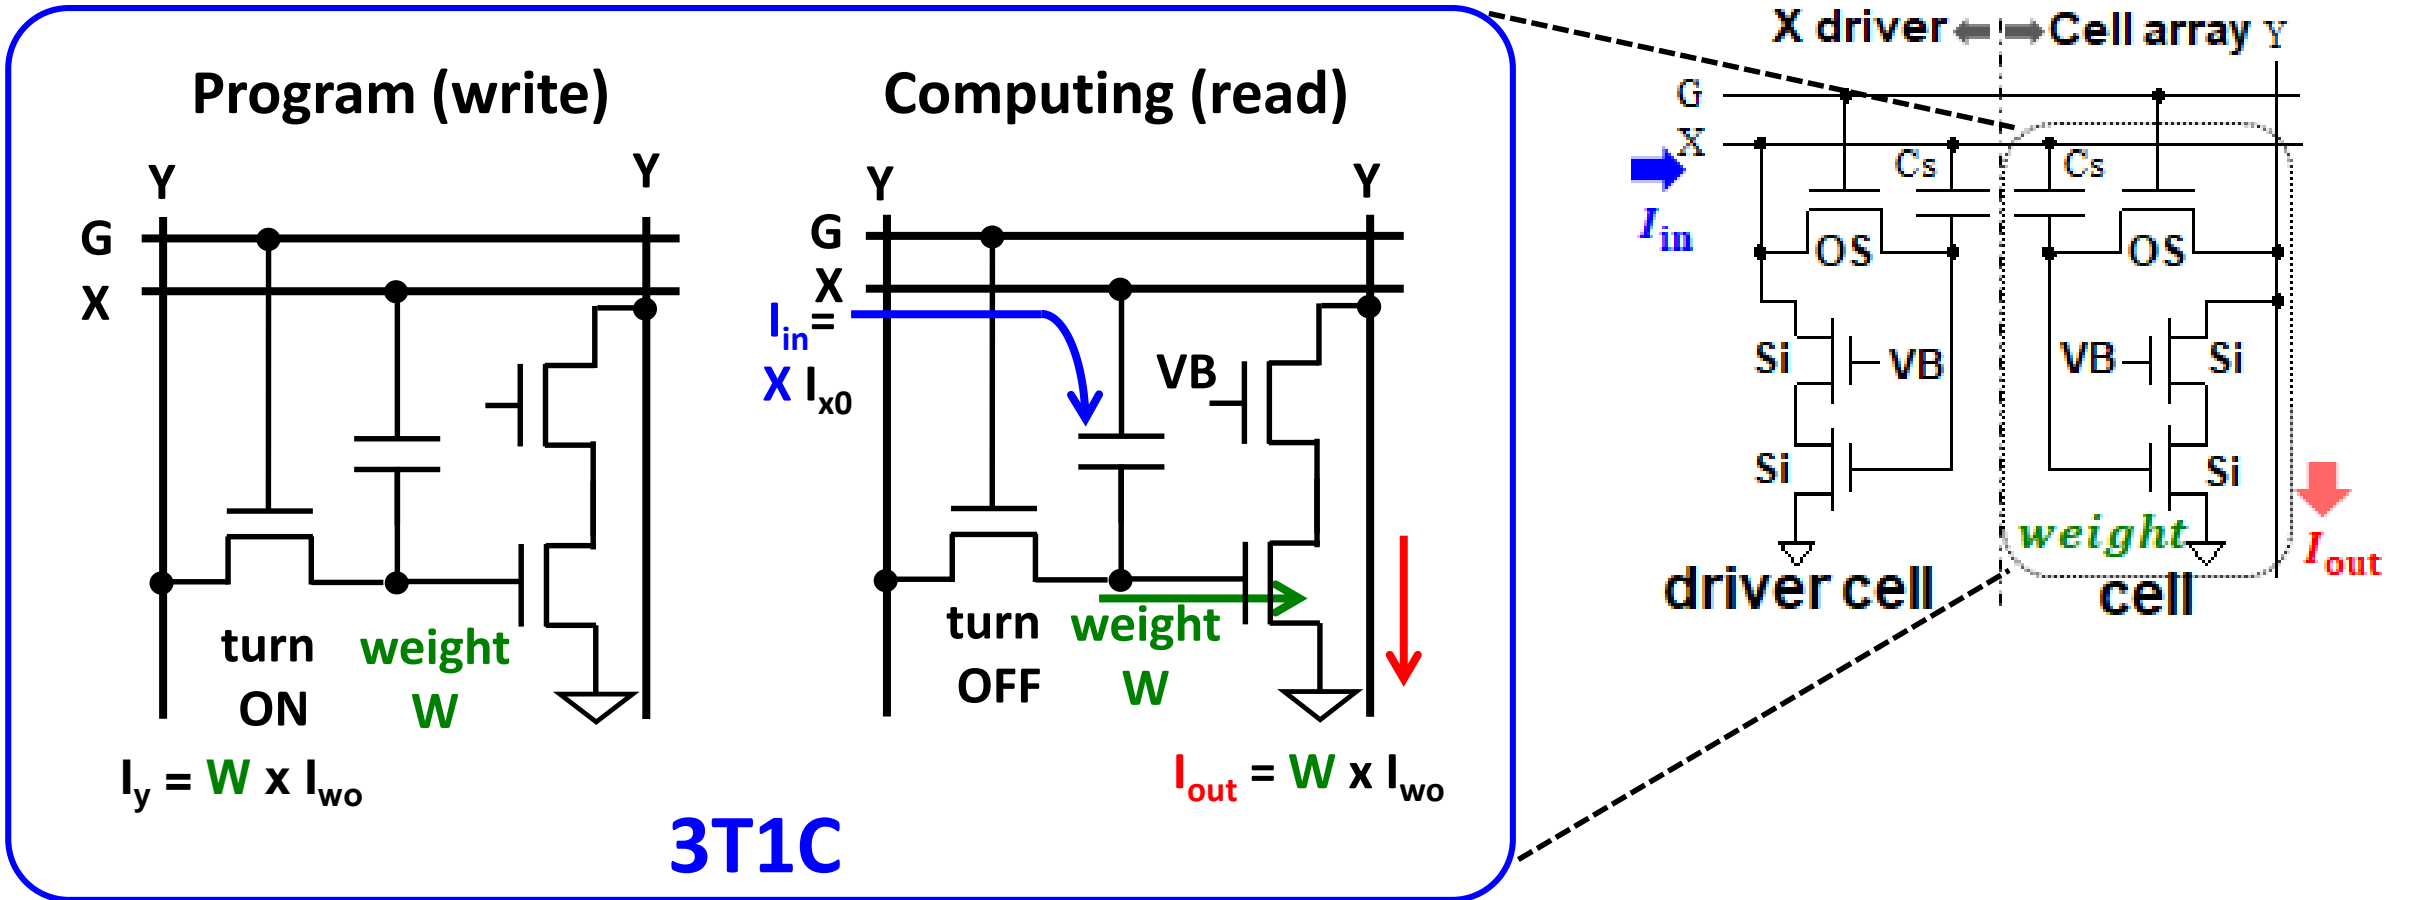 Program (write)
Y
Y
G
X
turn
ON
weight
W
Iy = W x Iwo
Computing (read)
Y
Y
G
X
Iin=
X Ix0
VB
turn
OFF
weight
W
Iout = W x Iwo
3T1C
X driver
Cell array
Y
G
X
Iin
Cs
Cs
OS
OS
Si
VB
VB
Si
Si
Si
weight
Iout
driver cell
cell